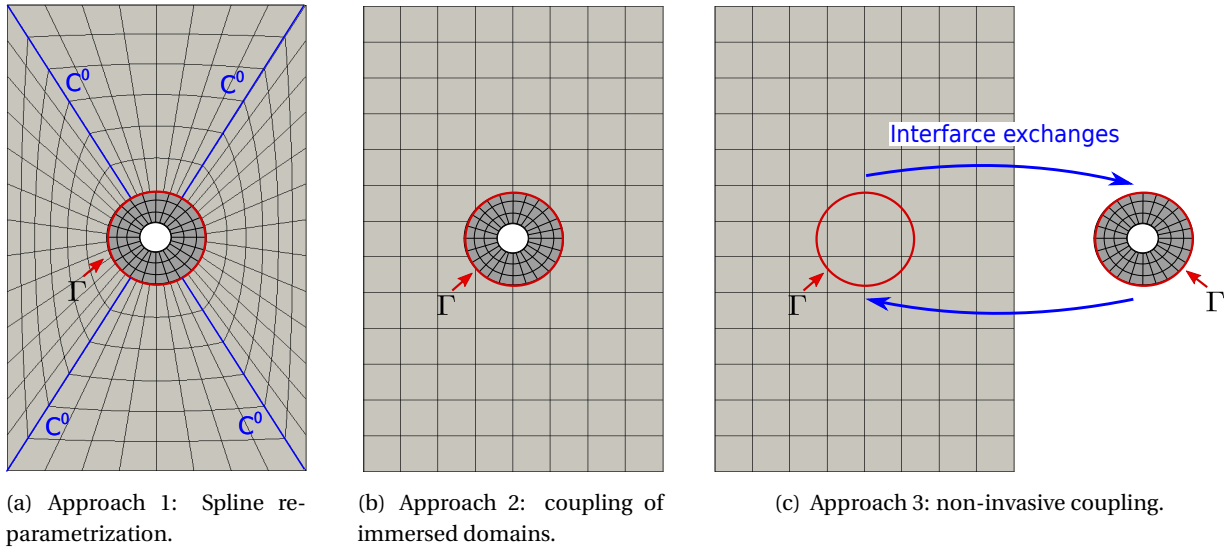 C⁰ C⁰
Interfarce exchanges
Γ Γ Γ Γ
C⁰ C⁰
(a) Approach 1: Spline re-
parametrization.
(b) Approach 2: coupling of
immersed domains.
(c) Approach 3: non-invasive coupling.